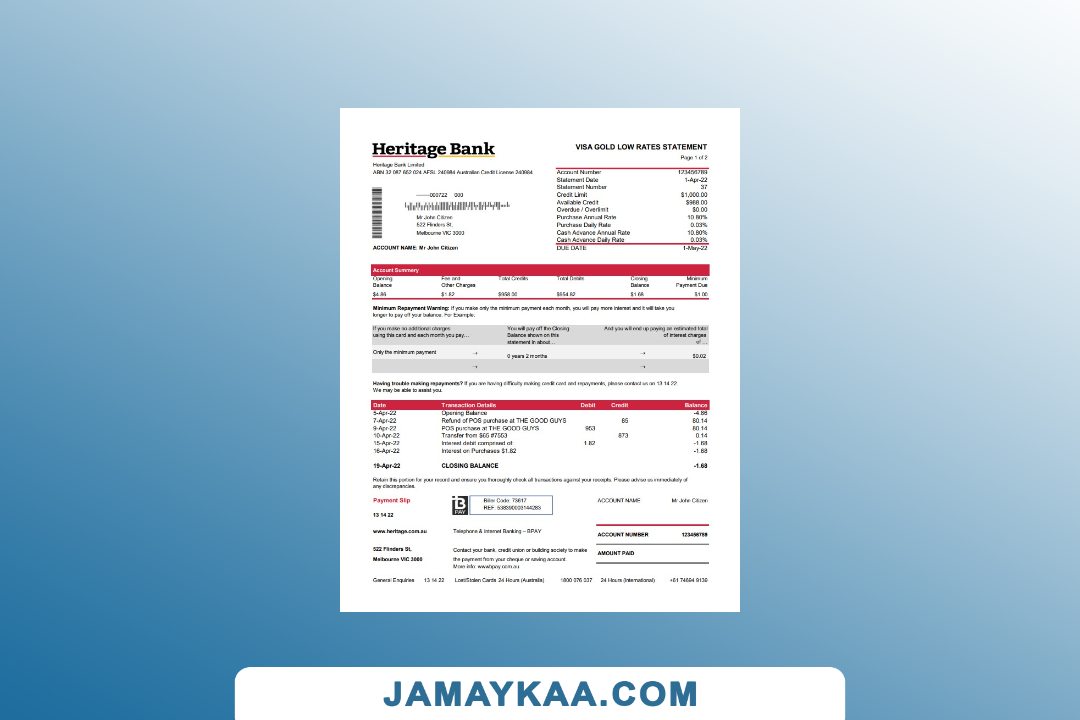 Heritage Bank
VISA GOLD LOW RATES STATEMENT
Page 1 of 2
Heritage Bank Limited
ABN 32 087 652 024 AFSL 240984 Australian Credit License 240984
Account Number 123456789
Statement Date 1-Apr-22
Statement Number 37
Credit Limit $1,000.00
Available Credit $988.00
Overdue / Overlimit $0.00
Purchase Annual Rate 10.80%
Purchase Daily Rate 0.03%
Cash Advance Annual Rate 10.80%
Cash Advance Daily Rate 0.03%
DUE DATE 1-May-22
000722 000
Mr John Citizen
522 Flinders St.
Melbourne VIC 3000
ACCOUNT NAME: Mr John Citizen
Account Summary
Opening Balance Fee and Other Charges Total Credits Total Debits Closing Balance Minimum Payment Due
$4.86 $1.82 $958.00 $954.82 $1.68 $1.00
Minimum Repayment Warning: If you make only the minimum payment each month, you will pay more interest and it will take you
longer to pay off your balance. For Example.
If you make no additional charges using this card and each month you pay… You will pay off the Closing Balance shown on this statement in about… And you will end up paying an estimated total of interest charges of …
Only the minimum payment → 0 years 2 months → $0.02
→ →
Having trouble making repayments? If you are having difficulty making credit card and repayments, please contact us on 13 14 22
We may be able to assist you.
Date Transaction Details Debit Credit Balance
5-Apr-22 Opening Balance -4.86
7-Apr-22 Refund of POS purchase at THE GOOD GUYS 85 80.14
9-Apr-22 POS purchase at THE GOOD GUYS 953 80.14
10-Apr-22 Transfer from $65 #7553 873 0.14
15-Apr-22 Interest debit comprised of: 1.82 -1.68
16-Apr-22 Interest on Purchases $1.82 -1.68
19-Apr-22 CLOSING BALANCE -1.68
Retain this portion for your record and ensure you thoroughly check all transactions against your receipts. Please advise us immediately of
any discrepancies.
Payment Slip
13 14 22
B
PAY
Biller Code: 73617
REF: 538390003144283
ACCOUNT NAME Mr John Citizen
www.heritage.com.au
Telephone & Internet Banking – BPAY
ACCOUNT NUMBER 123456789
522 Flinders St.
Melbourne VIC 3000
Contact your bank, credit union or building society to make
the payment from your cheque or saving account.
More info: www.bpay.com.au
AMOUNT PAID
General Enquiries 13 14 22 Lost/Stolen Cards 24 Hours (Australia) 1800 076 037 24 Hours (International) +61 74694 9139
JAMAYKAA.COM